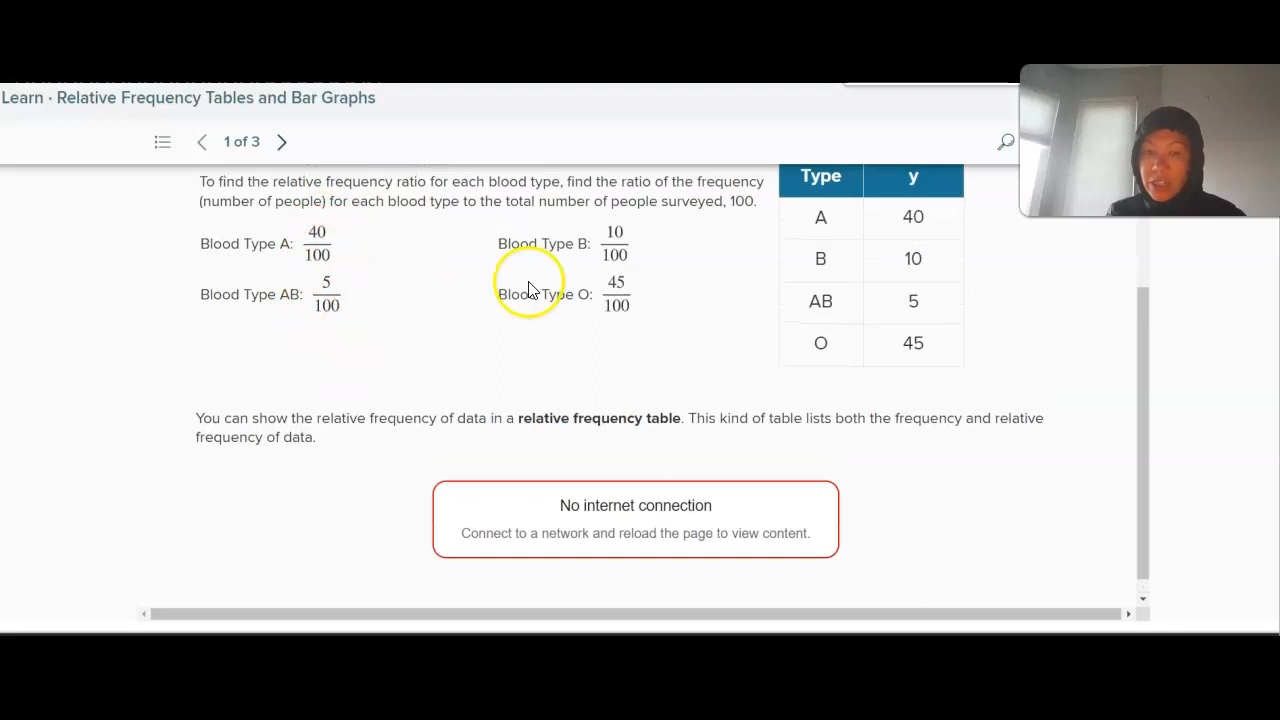 Learn · Relative Frequency Tables and Bar Graphs
1 of 3
To find the relative frequency ratio for each blood type, find the ratio of the frequency
(number of people) for each blood type to the total number of people surveyed, 100.
Blood Type A: 40/100
Blood Type B: 10/100
Blood Type AB: 5/100
Blood Type O: 45/100
Type y
A 40
B 10
AB 5
O 45
You can show the relative frequency of data in a relative frequency table. This kind of table lists both the frequency and relative
frequency of data.
No internet connection
Connect to a network and reload the page to view content.